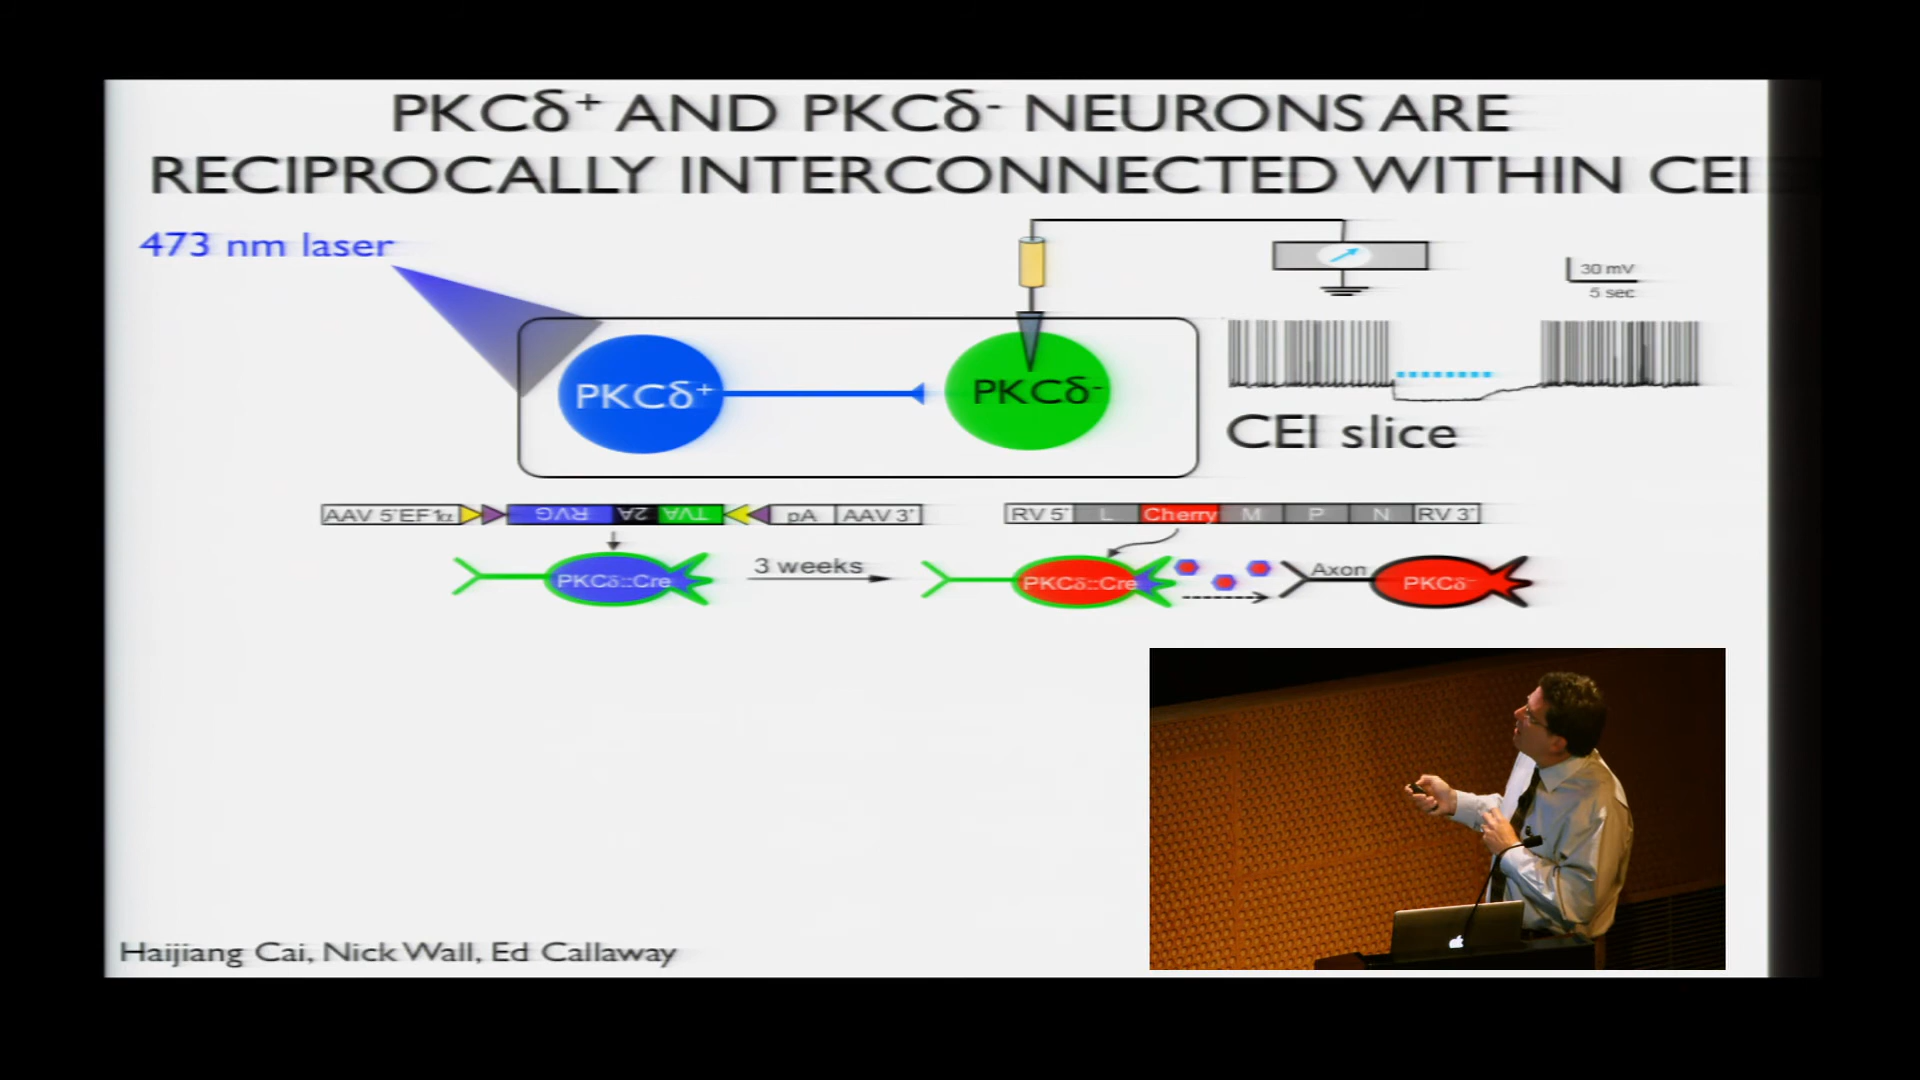 PKCδ⁺ AND PKCδ⁻ NEURONS ARE
RECIPROCALLY INTERCONNECTED WITHIN CEl
473 nm laser
30 mV
5 sec
PKCδ⁺
PKCδ⁻
CEl slice
AAV 5' EF1α RVG 2A TVA pA AAV 3'
RV 5' L Cherry M P N RV 3'
PKCδ::Cre
3 weeks
PKCδ::Cre
Axon
PKCδ⁻
Haijiang Cai, Nick Wall, Ed Callaway